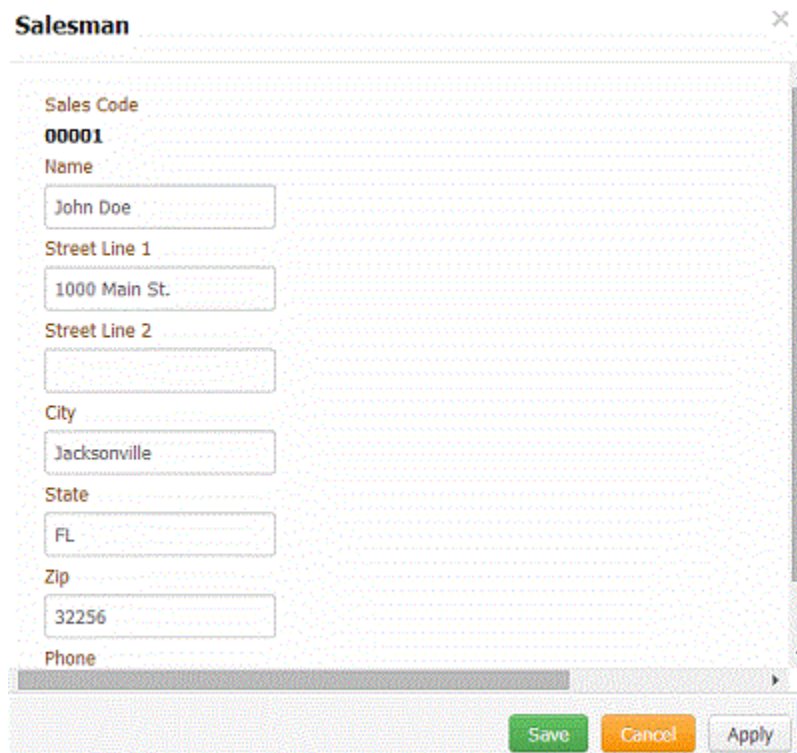 Salesman
Sales Code
00001
Name
John Doe
Street Line 1
1000 Main St.
Street Line 2
City
Jacksonville
State
FL
Zip
32256
Phone
Save Cancel Apply